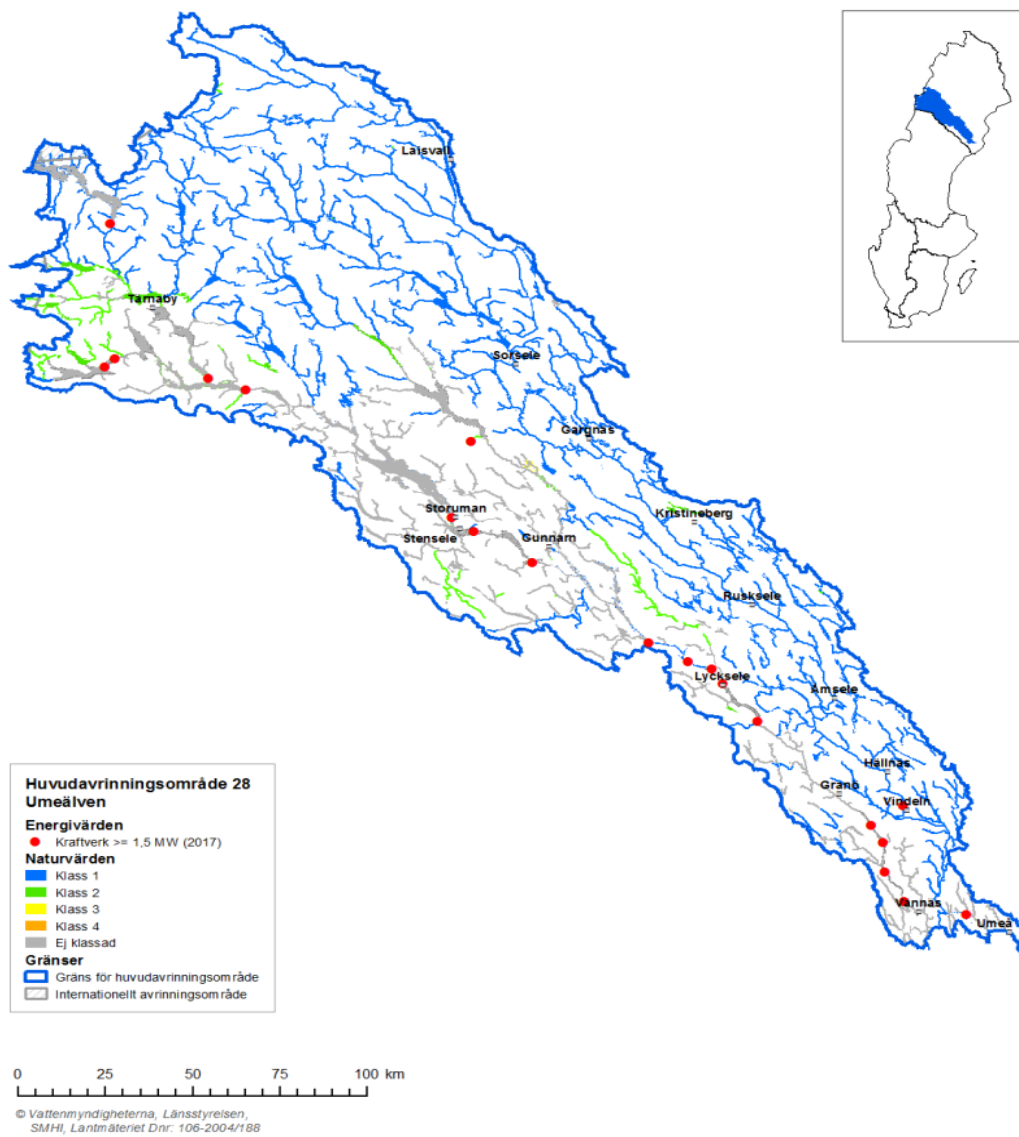 Laisvall
Tärnaby
Sorsele
Gargnäs
Storuman
Kristineberg
Stensele
Gunnarn
Rusksele
Lycksele
Åmsele
Hällnäs
Granö
Vindeln
Vännäs
Umeå
Huvudavrinningsområde 28
Umeälven
Energivärden
Kraftverk >= 1,5 MW (2017)
Naturvärden
Klass 1
Klass 2
Klass 3
Klass 4
Ej klassad
Gränser
Gräns för huvudavrinningsområde
Internationellt avrinningsområde
0 25 50 100 km
© Vattenmyndigheterna, Länsstyrelsen,
SMHI, Lantmäteriet Dnr: 106-2004/188